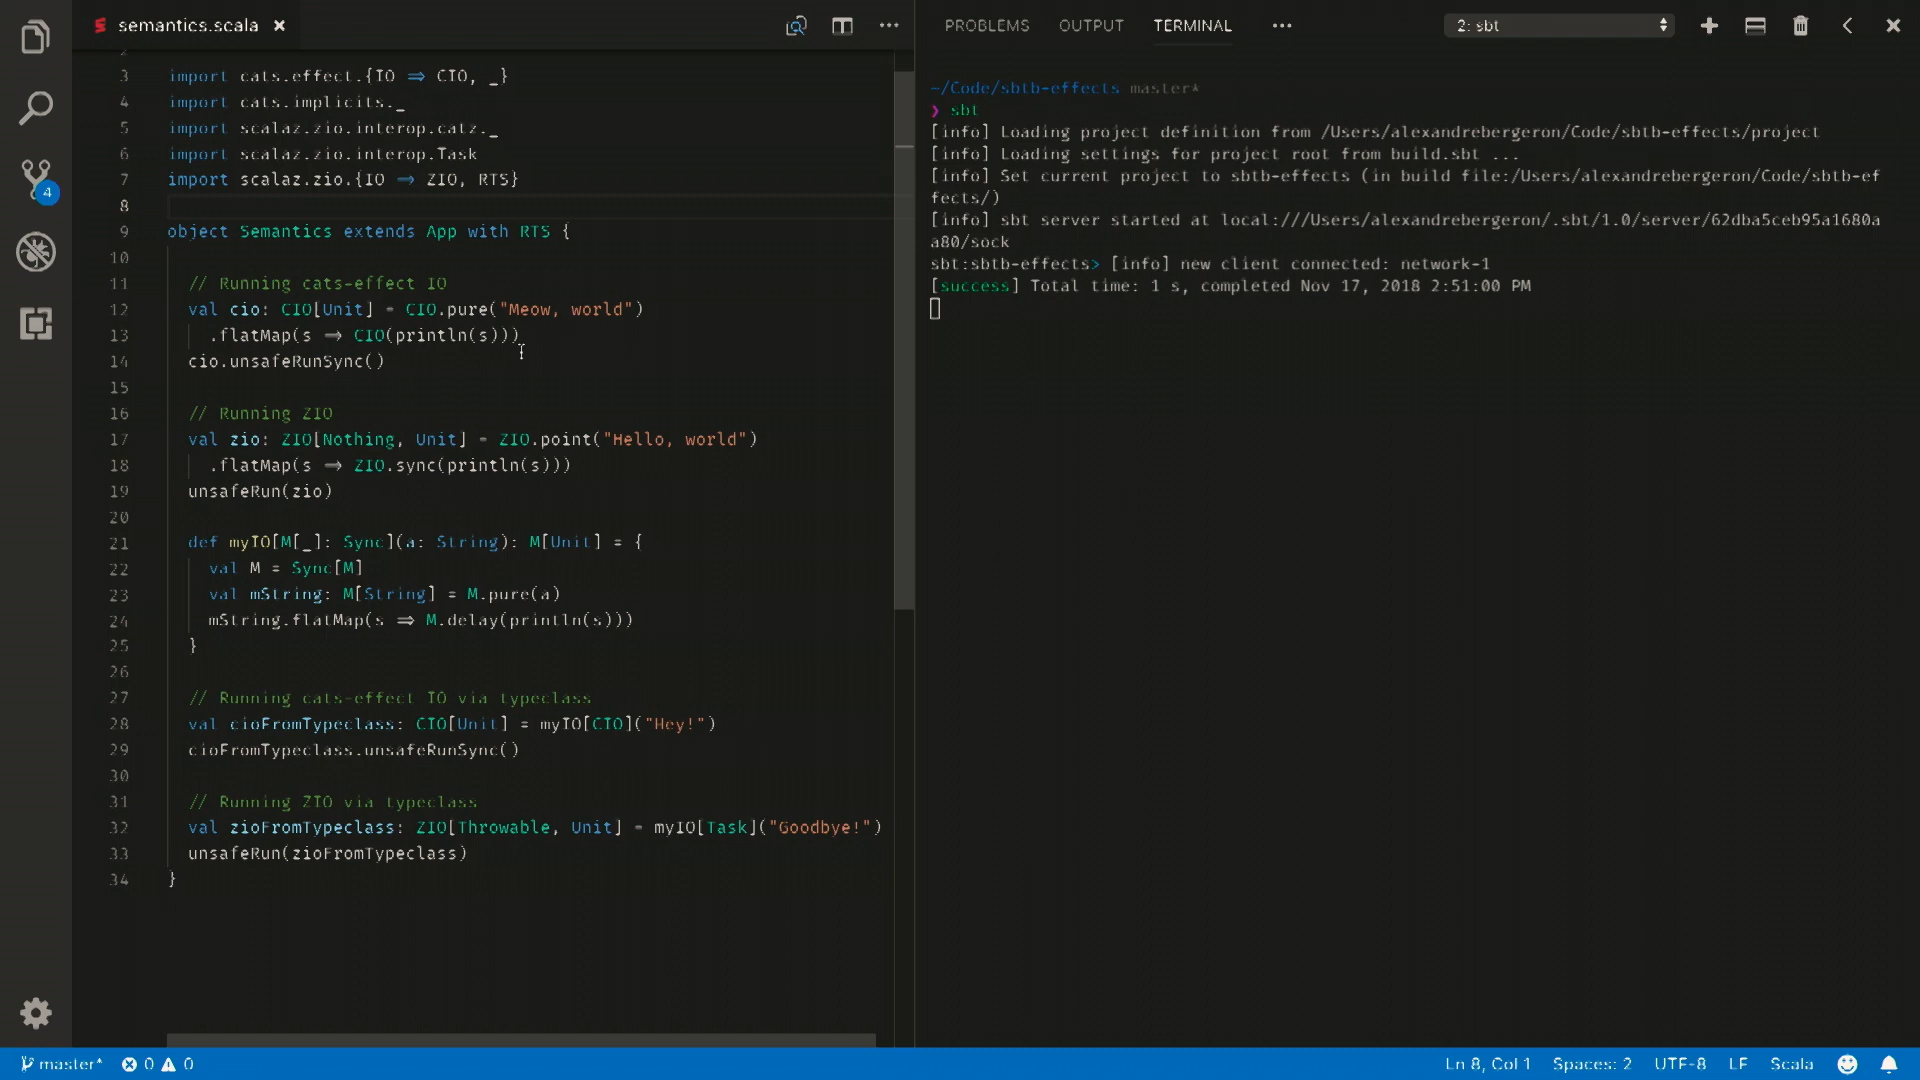 semantics.scala
PROBLEMS OUTPUT TERMINAL
2: sbt
2
3 import cats.effect.{IO ⇒ CIO, _}
4 import cats.implicits._
5 import scalaz.zio.interop.catz._
6 import scalaz.zio.interop.Task
7 import scalaz.zio.{IO ⇒ ZIO, RTS}
8
9 object Semantics extends App with RTS {
10
11 // Running cats-effect IO
12 val cio: CIO[Unit] = CIO.pure("Meow, world")
13 .flatMap(s ⇒ CIO(println(s)))
14 cio.unsafeRunSync()
15
16 // Running ZIO
17 val zio: ZIO[Nothing, Unit] = ZIO.point("Hello, world")
18 .flatMap(s ⇒ ZIO.sync(println(s)))
19 unsafeRun(zio)
20
21 def myIO[M[_]: Sync](a: String): M[Unit] = {
22 val M = Sync[M]
23 val mString: M[String] = M.pure(a)
24 mString.flatMap(s ⇒ M.delay(println(s)))
25 }
26
27 // Running cats-effect IO via typeclass
28 val cioFromTypeclass: CIO[Unit] = myIO[CIO]("Hey!")
29 cioFromTypeclass.unsafeRunSync()
30
31 // Running ZIO via typeclass
32 val zioFromTypeclass: ZIO[Throwable, Unit] = myIO[Task]("Goodbye!")
33 unsafeRun(zioFromTypeclass)
34 }
~/Code/sbtb-effects master*
❯ sbt
[info] Loading project definition from /Users/alexandrebergeron/Code/sbtb-effects/project
[info] Loading settings for project root from build.sbt ...
[info] Set current project to sbtb-effects (in build file:/Users/alexandrebergeron/Code/sbtb-ef
fects/)
[info] sbt server started at local:///Users/alexandrebergeron/.sbt/1.0/server/62dba5ceb95a1680a
a80/sock
sbt:sbtb-effects> [info] new client connected: network-1
[success] Total time: 1 s, completed Nov 17, 2018 2:51:00 PM
4
master* 0 0
Ln 8, Col 1 Spaces: 2 UTF-8 LF Scala